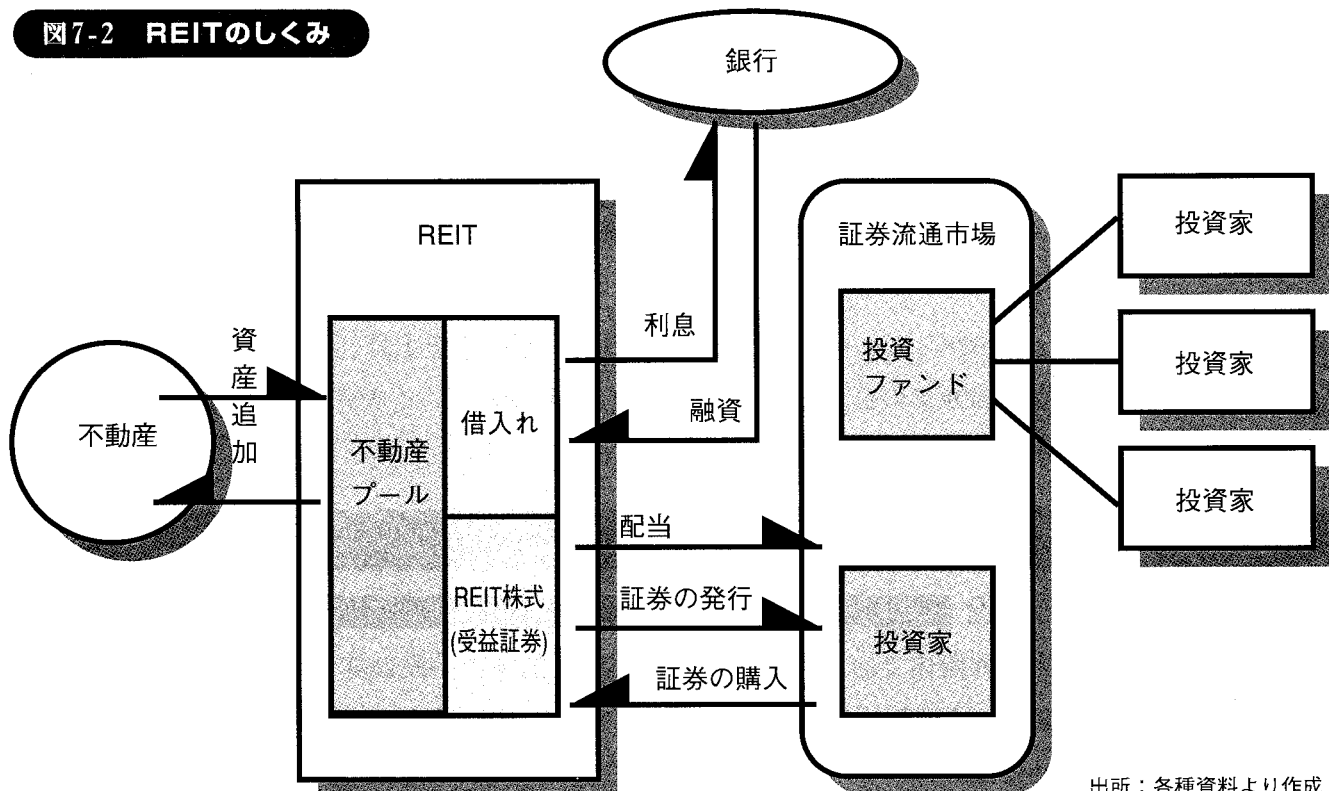 図7-2 REITのしくみ
銀行
REIT
証券流通市場
投資家
投資家
投資家
不動産
資産追加
不動産
プール
借入れ
REIT株式
(受益証券)
利息
融資
配当
証券の発行
証券の購入
投資
ファンド
投資家
出所：各種資料より作成